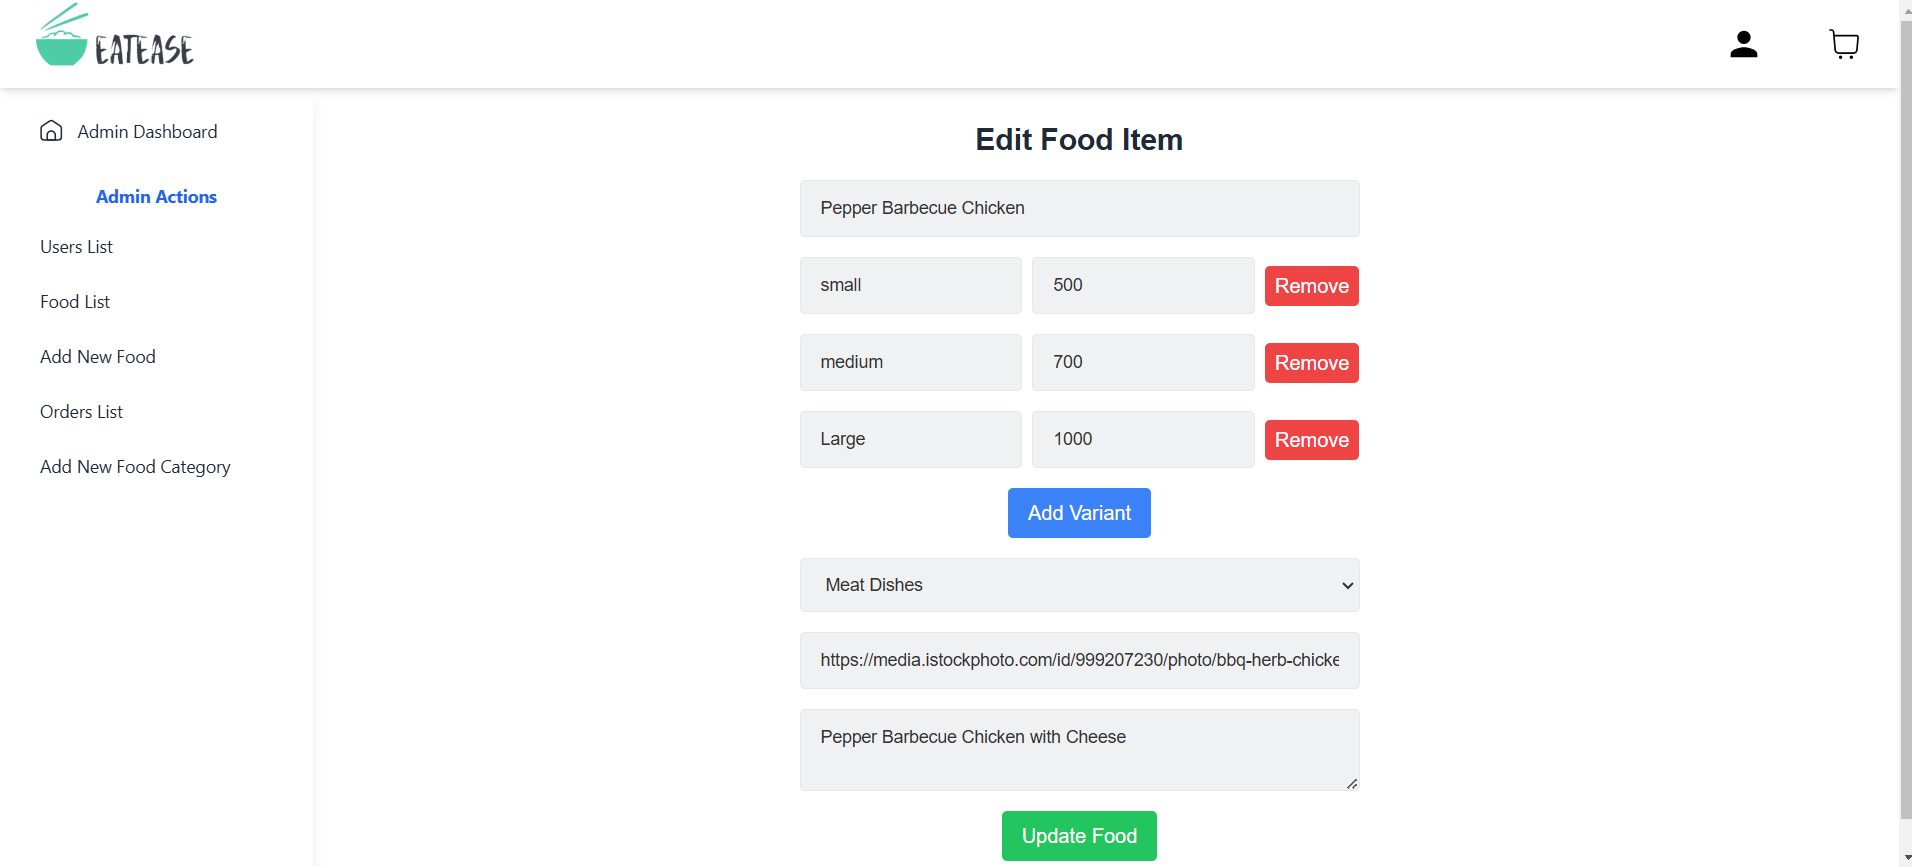 EATEASE
Admin Dashboard
Admin Actions
Users List
Food List
Add New Food
Orders List
Add New Food Category
Edit Food Item
Pepper Barbecue Chicken
small 500 Remove
medium 700 Remove
Large 1000 Remove
Add Variant
Meat Dishes
https://media.istockphoto.com/id/999207230/photo/bbq-herb-chicke
Pepper Barbecue Chicken with Cheese
Update Food